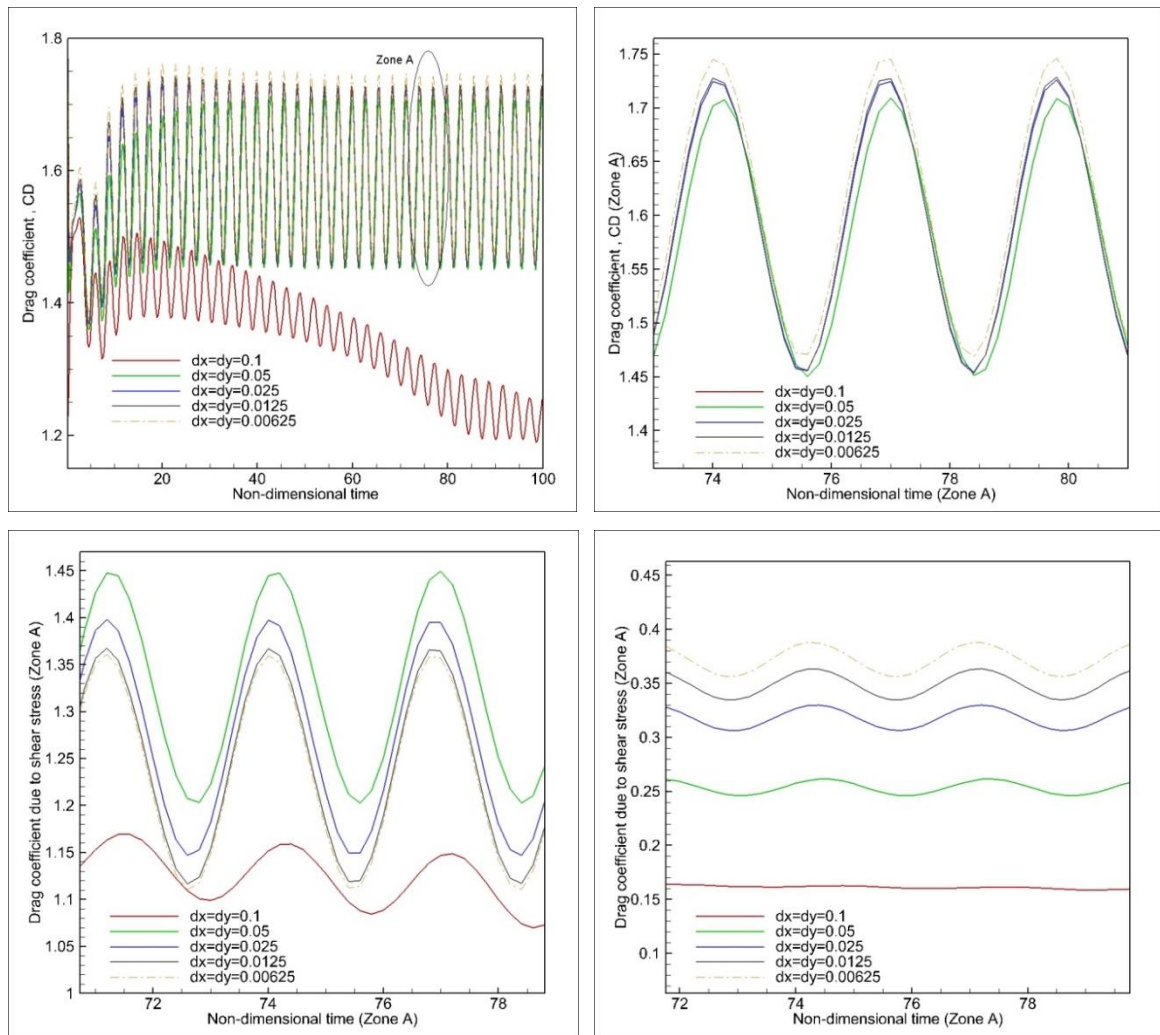 1.8
Zone A
1.6
1.4
1.2
Drag coefficient , CD
dx=dy=0.1
dx=dy=0.05
dx=dy=0.025
dx=dy=0.0125
dx=dy=0.00625
20 40 60 80 100
Non-dimensional time
1.75
1.7
1.65
1.6
1.55
1.5
1.45
1.4
Drag coefficient , CD (Zone A)
dx=dy=0.1
dx=dy=0.05
dx=dy=0.025
dx=dy=0.0125
dx=dy=0.00625
74 76 78 80
Non-dimensional time (Zone A)
1.45
1.4
1.35
1.3
1.25
1.2
1.15
1.1
1.05
1
Drag coefficient due to shear stress (Zone A)
dx=dy=0.1
dx=dy=0.05
dx=dy=0.025
dx=dy=0.0125
dx=dy=0.00625
72 74 76 78
Non-dimensional time (Zone A)
0.45
0.4
0.35
0.3
0.25
0.2
0.15
0.1
Drag coefficient due to shear stress (Zone A)
dx=dy=0.1
dx=dy=0.05
dx=dy=0.025
dx=dy=0.0125
dx=dy=0.00625
72 74 76 78
Non-dimensional time (Zone A)